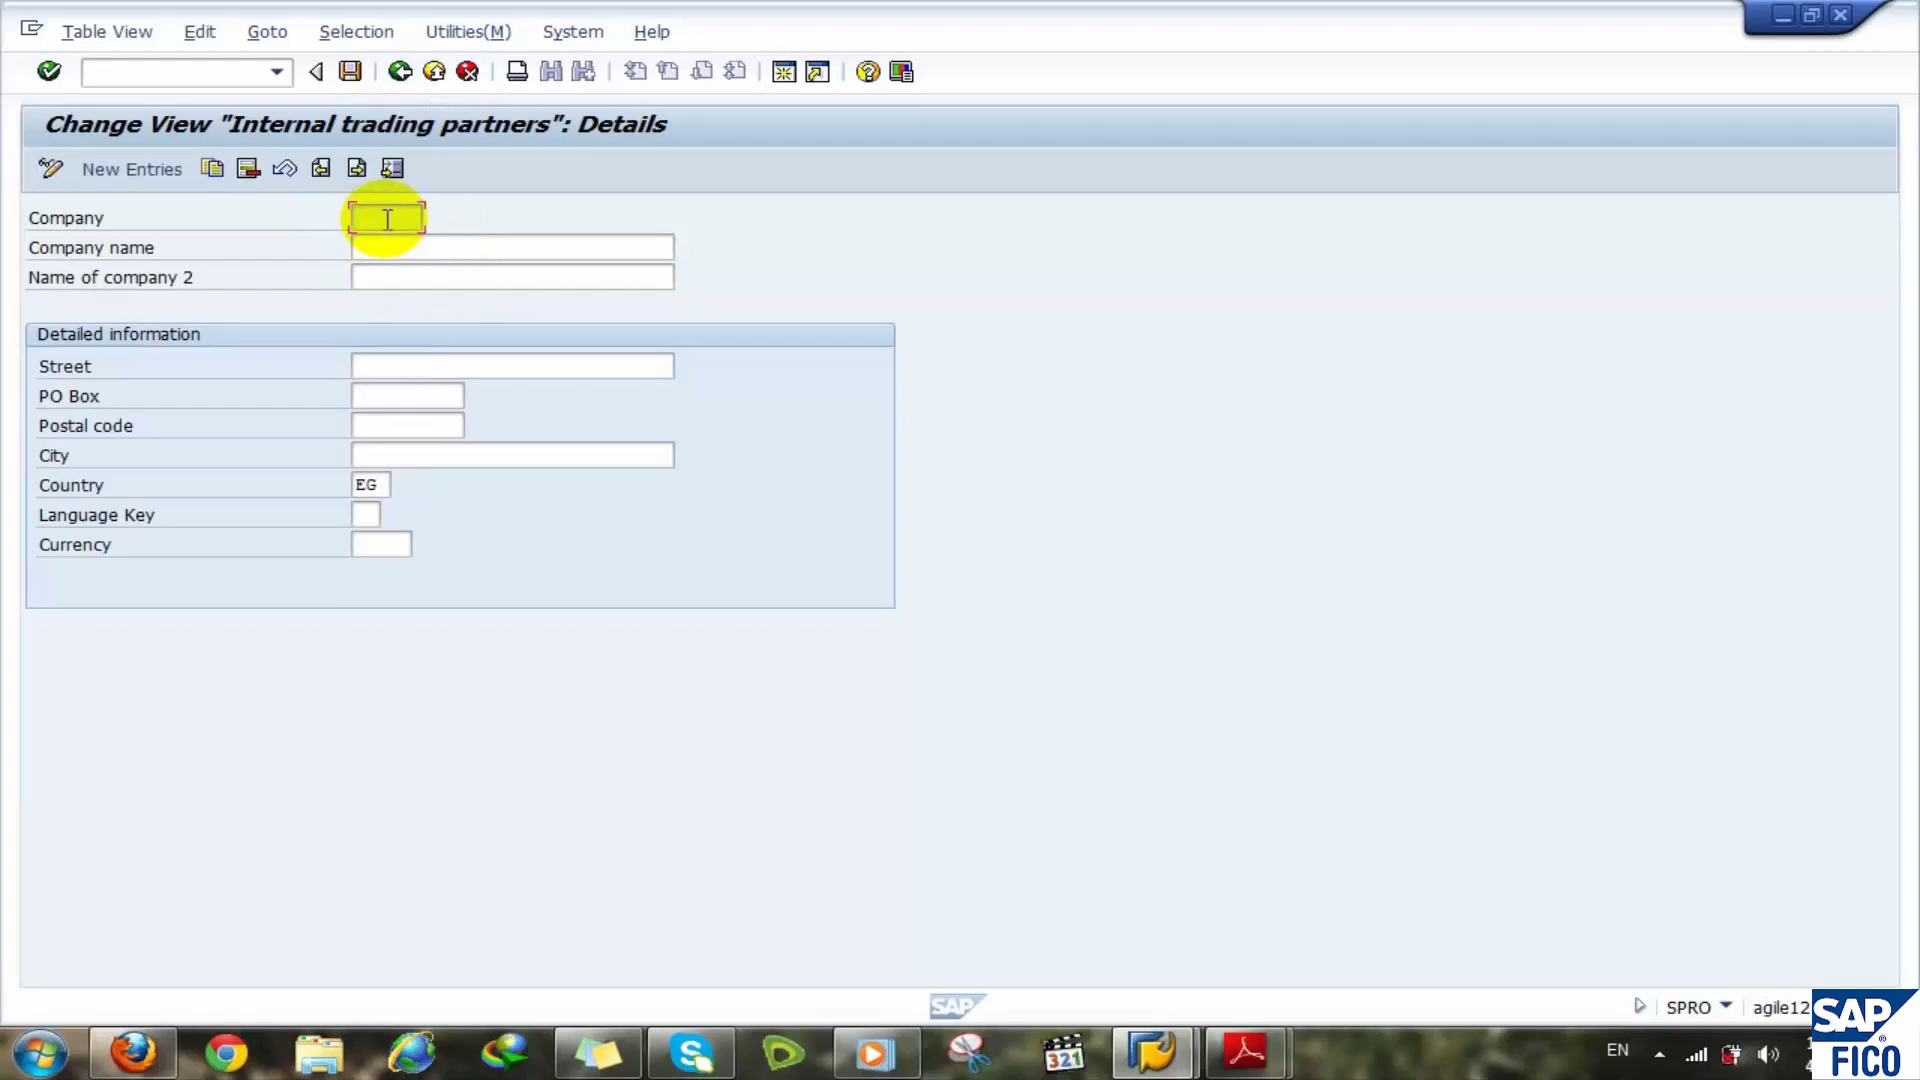 Table View Edit Goto Selection Utilities(M) System Help
Change View "Internal trading partners": Details
New Entries
Company
Company name
Name of company 2
Detailed information
Street
PO Box
Postal code
City
Country EG
Language Key
Currency
SAP
SPRO agile12
SAP
FICO
EN
321